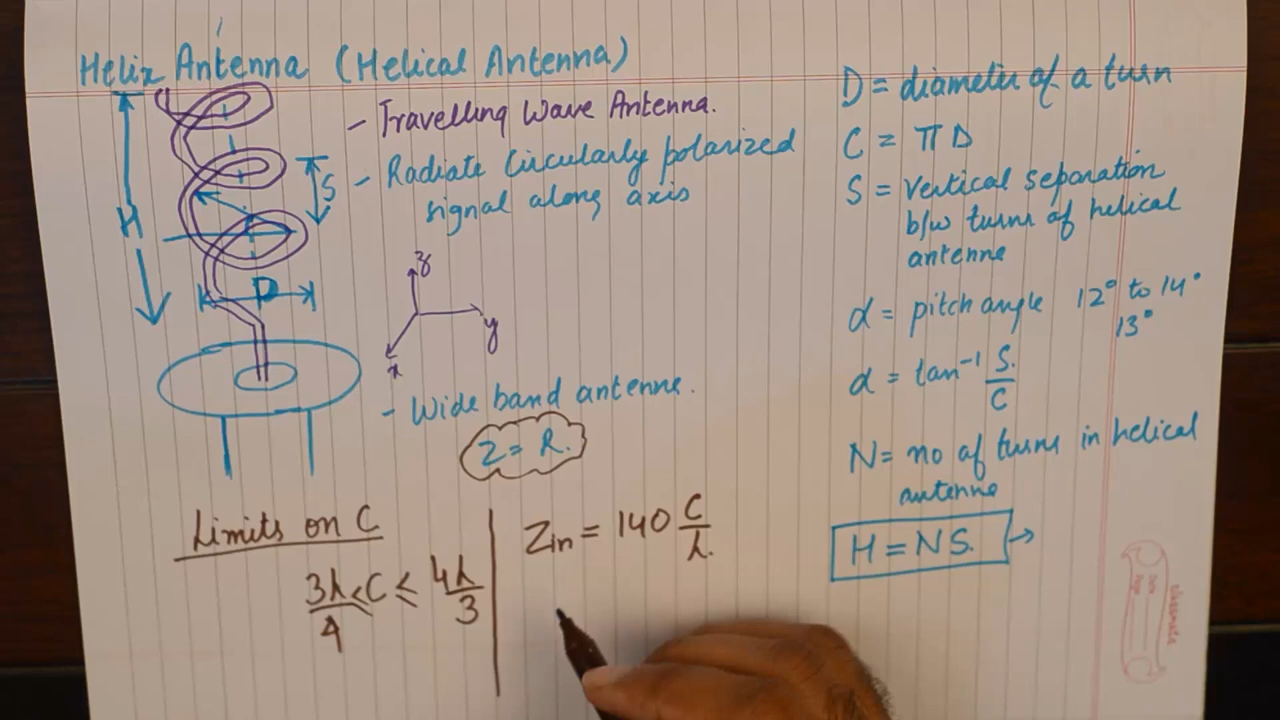 Helix Antenna (Helical Antenna)
- Travelling Wave Antenna.
- Radiate Circularly polarized
signal along axis
H
S
D
z
y
x
- Wide band antenne.
Z = R.
Limits on C
3λ/4 ≤ C ≤ 4λ/3
Zin = 140 C/λ.
D = diameter of a turn
C = πD
S = vertical separation
b/w turns of helical
antenne
α = pitch angle 12° to 14°
13°
α = tan⁻¹ S/C
N = no of turns in helical
antenne
H = NS.
classmate